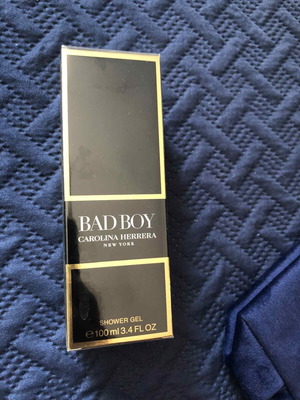 BAD BOY
CAROLINA HERRERA
NEW YORK
SHOWER GEL
℮100 ml 3.4 FL OZ